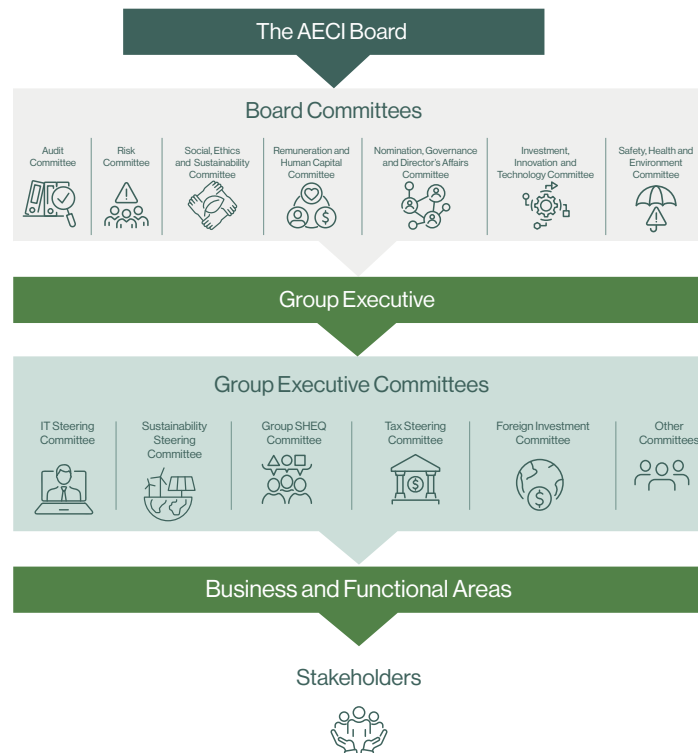 The AECI Board
Board Committees
Audit
Committee
Risk
Committee
Social, Ethics
and Sustainability
Committee
Remuneration and
Human Capital
Committee
Nomination, Governance
and Director's Affairs
Committee
Investment,
Innovation and
Technology Committee
Safety, Health and
Environment
Committee
Group Executive
Group Executive Committees
IT Steering
Committee
Sustainability
Steering
Committee
Group SHEQ
Committee
Tax Steering
Committee
Foreign Investment
Committee
Other
Committees
Business and Functional Areas
Stakeholders